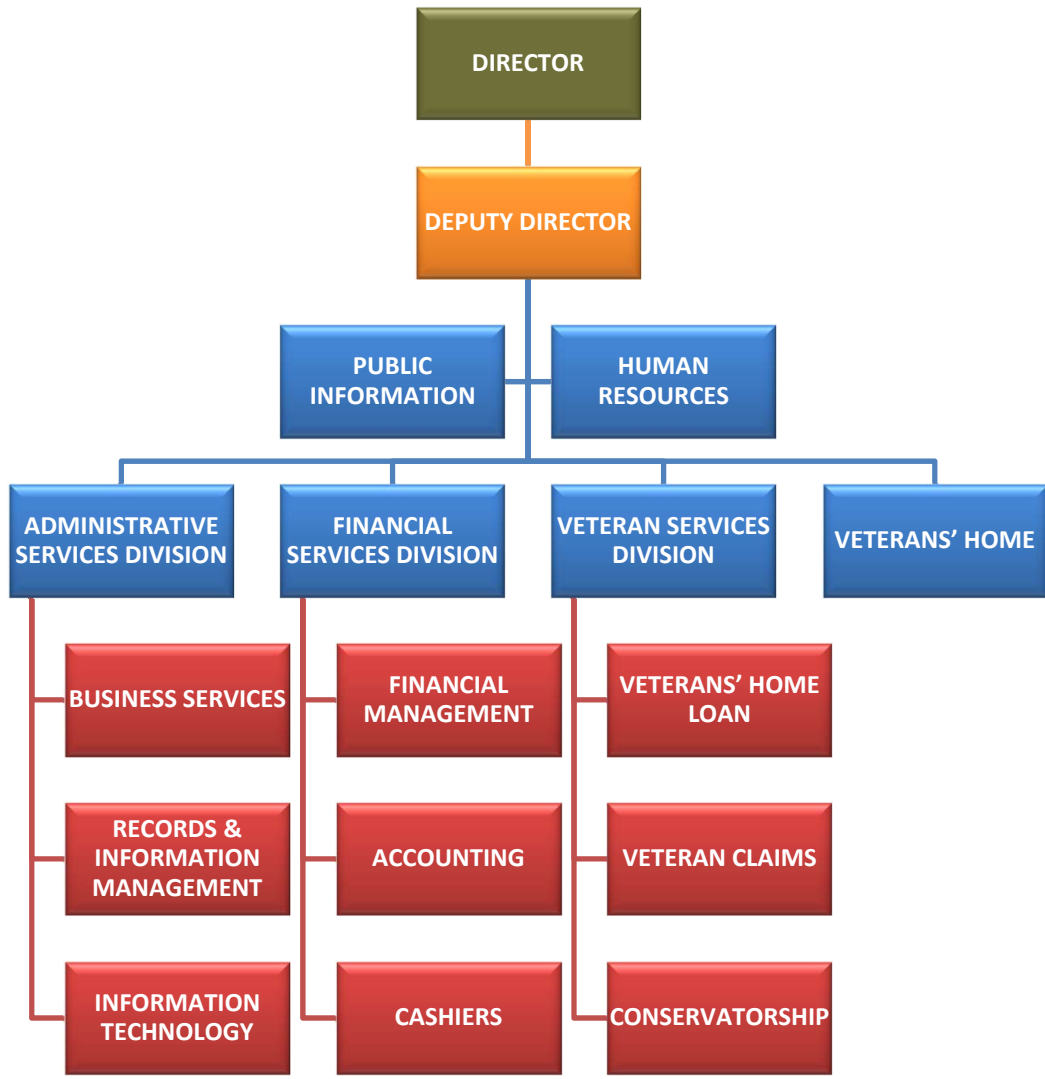 DIRECTOR
DEPUTY DIRECTOR
PUBLIC
INFORMATION
HUMAN
RESOURCES
ADMINISTRATIVE
SERVICES DIVISION
FINANCIAL
SERVICES DIVISION
VETERAN SERVICES
DIVISION
VETERANS’ HOME
BUSINESS SERVICES
FINANCIAL
MANAGEMENT
VETERANS’ HOME
LOAN
RECORDS &
INFORMATION
MANAGEMENT
ACCOUNTING
VETERAN CLAIMS
INFORMATION
TECHNOLOGY
CASHIERS
CONSERVATORSHIP